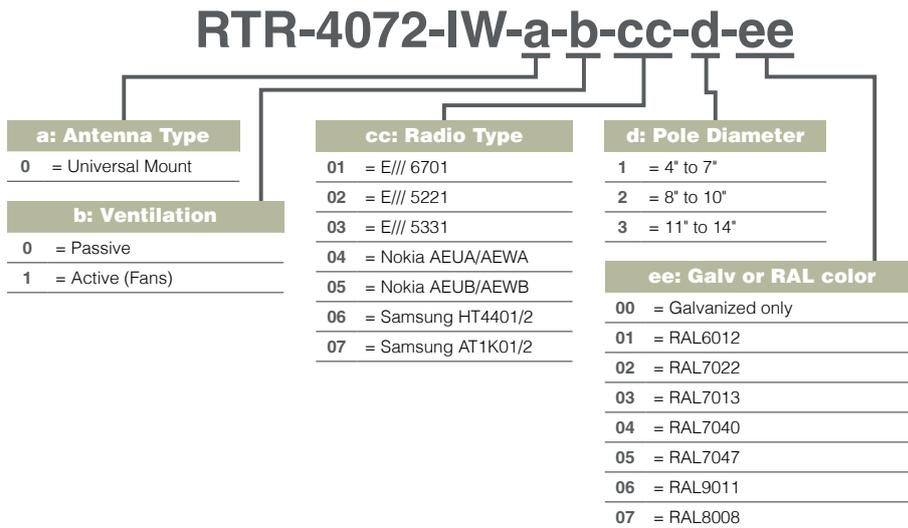 RTR-4072-IW-a-b-cc-d-ee
a: Antenna Type
0 = Universal Mount
b: Ventilation
0 = Passive
1 = Active (Fans)
cc: Radio Type
01 = E/// 6701
02 = E/// 5221
03 = E/// 5331
04 = Nokia AEUA/AEWA
05 = Nokia AEUB/AEWB
06 = Samsung HT4401/2
07 = Samsung AT1K01/2
d: Pole Diameter
1 = 4" to 7"
2 = 8" to 10"
3 = 11" to 14"
ee: Galv or RAL color
00 = Galvanized only
01 = RAL6012
02 = RAL7022
03 = RAL7013
04 = RAL7040
05 = RAL7047
06 = RAL9011
07 = RAL8008